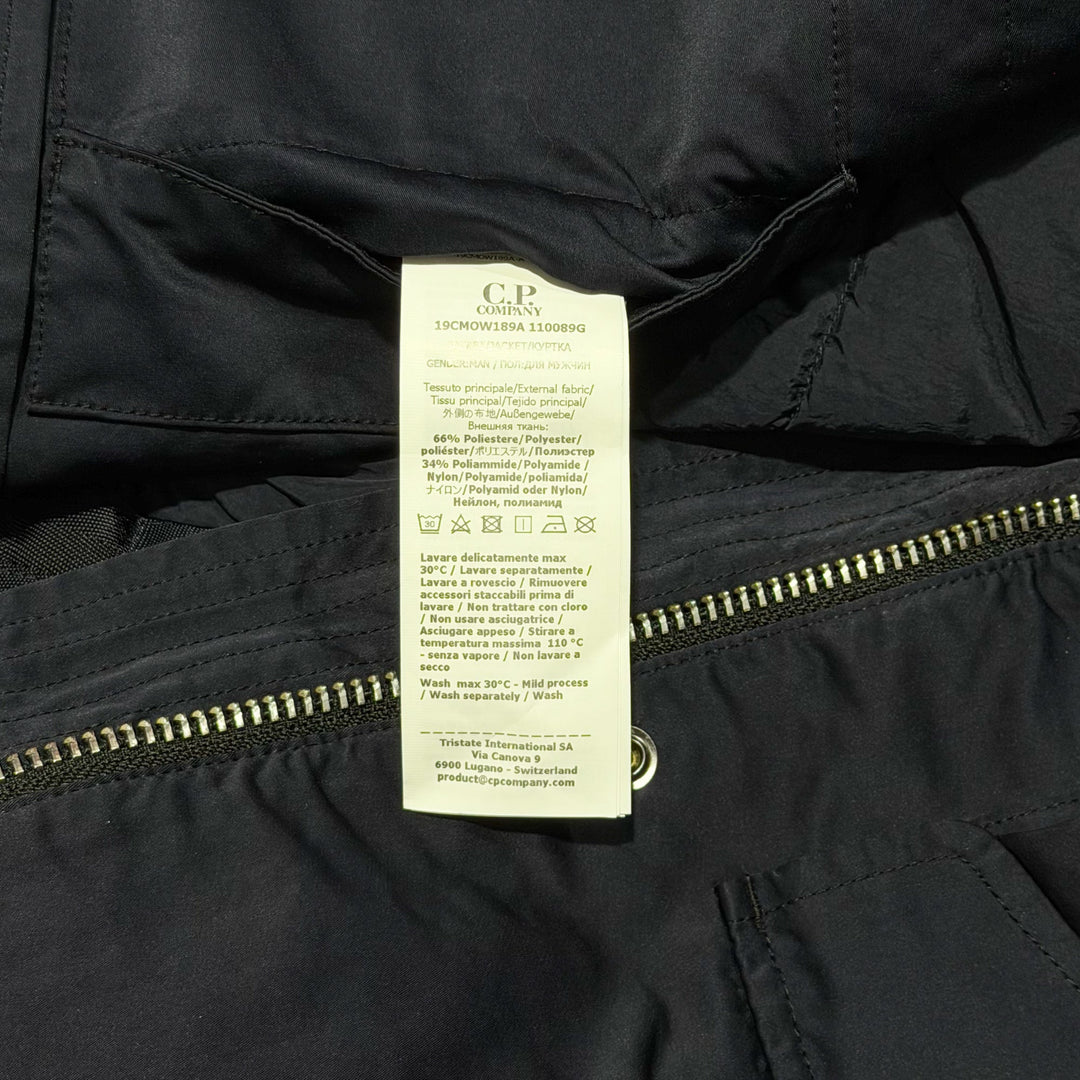 C.P.
COMPANY
19CMOW189A 110089G
JACKET/КУРТКА
GENDER:MAN / ПОЛ:ДЛЯ МУЖЧИН
Tessuto principale/External fabric/
Tissu principal/Tejido principal/
外側の布地/Außengewebe/
Внешняя ткань:
66% Poliestere/Polyester/
poliéster/ポリエステル/Полиэстер
34% Poliammide/Polyamide /
Nylon/Polyamide/poliamida/
ナイロン/Polyamid oder Nylon/
Нейлон, полиамид
30
Lavare delicatamente max
30°C / Lavare separatamente /
Lavare a rovescio / Rimuovere
accessori staccabili prima di
lavare / Non trattare con cloro
/ Non usare asciugatrice /
Asciugare appeso / Stirare a
temperatura massima 110 °C
- senza vapore / Non lavare a
secco
Wash max 30°C - Mild process
/ Wash separately / Wash
Tristate International SA
Via Canova 9
6900 Lugano - Switzerland
product@cpcompany.com